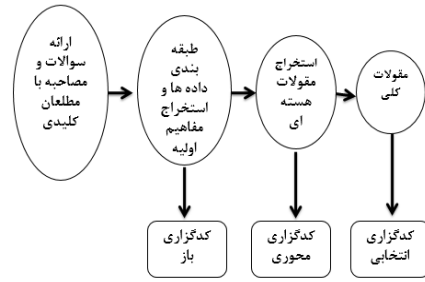 ارائه
سوالات و
مصاحبه با
مطلعان
کلیدی
طبقه
بندی
داده ها و
استخراج
مفاهیم
اولیه
استخراج
مقولات
هسته
ای
مقولات
کلی
کدگزاری
باز
کدگزاری
محوری
کدگزاری
انتخابی